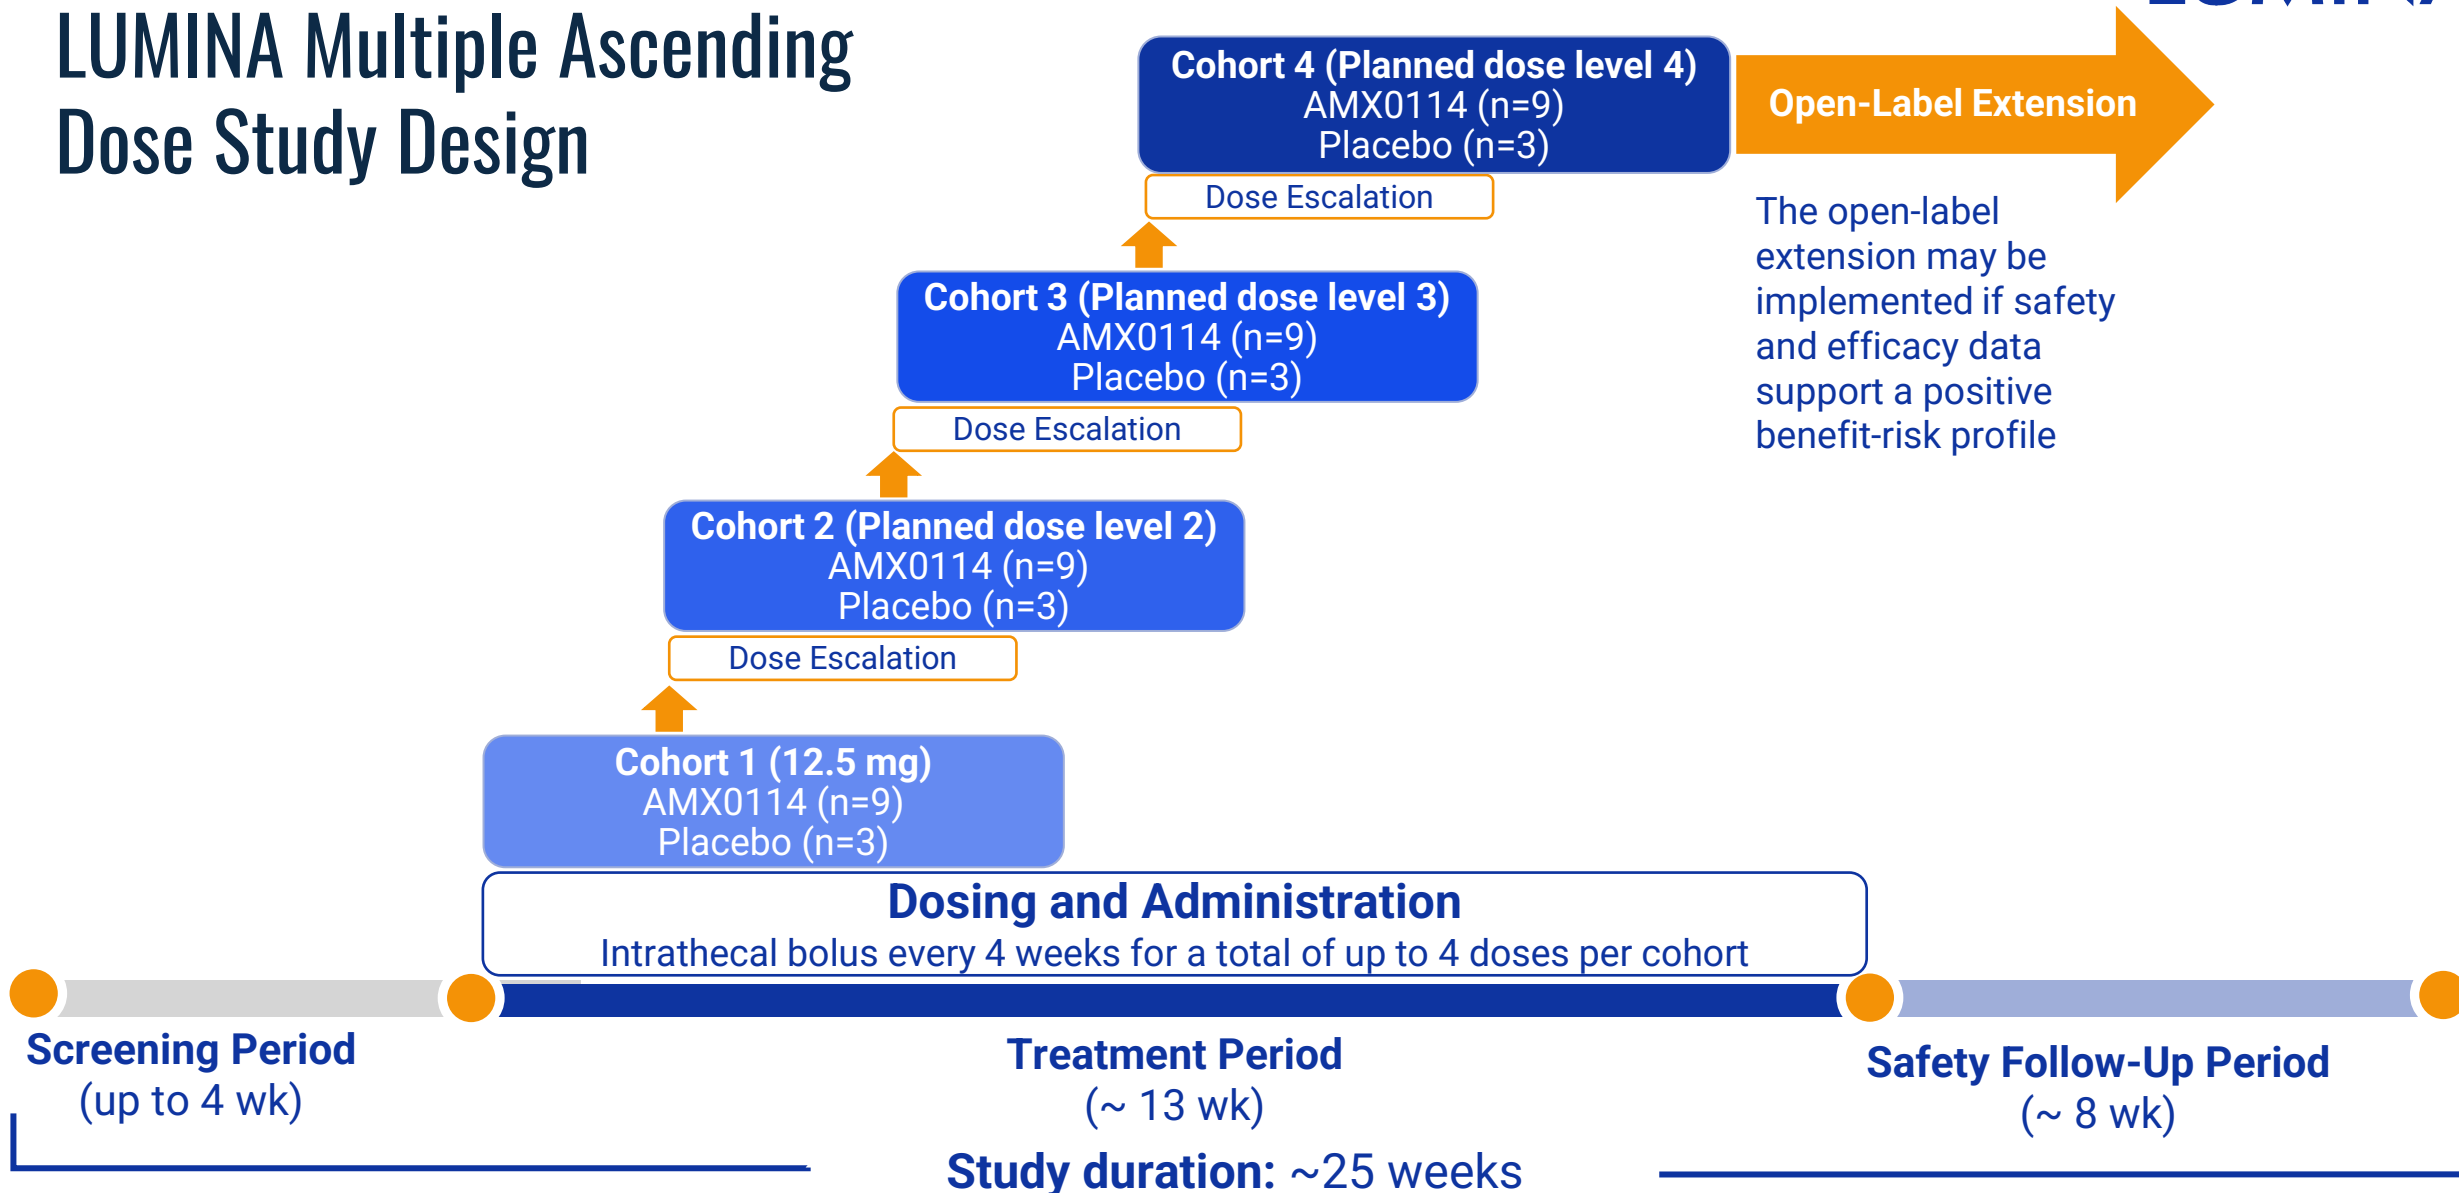 LUMINA Multiple Ascending
Dose Study Design
Cohort 4 (Planned dose level 4)
AMX0114 (n=9)
Placebo (n=3)
Open-Label Extension
Dose Escalation
The open-label
extension may be
implemented if safety
and efficacy data
support a positive
benefit-risk profile
Cohort 3 (Planned dose level 3)
AMX0114 (n=9)
Placebo (n=3)
Dose Escalation
Cohort 2 (Planned dose level 2)
AMX0114 (n=9)
Placebo (n=3)
Dose Escalation
Cohort 1 (12.5 mg)
AMX0114 (n=9)
Placebo (n=3)
Dosing and Administration
Intrathecal bolus every 4 weeks for a total of up to 4 doses per cohort
Screening Period
(up to 4 wk)
Treatment Period
(~ 13 wk)
Safety Follow-Up Period
(~ 8 wk)
Study duration: ~25 weeks